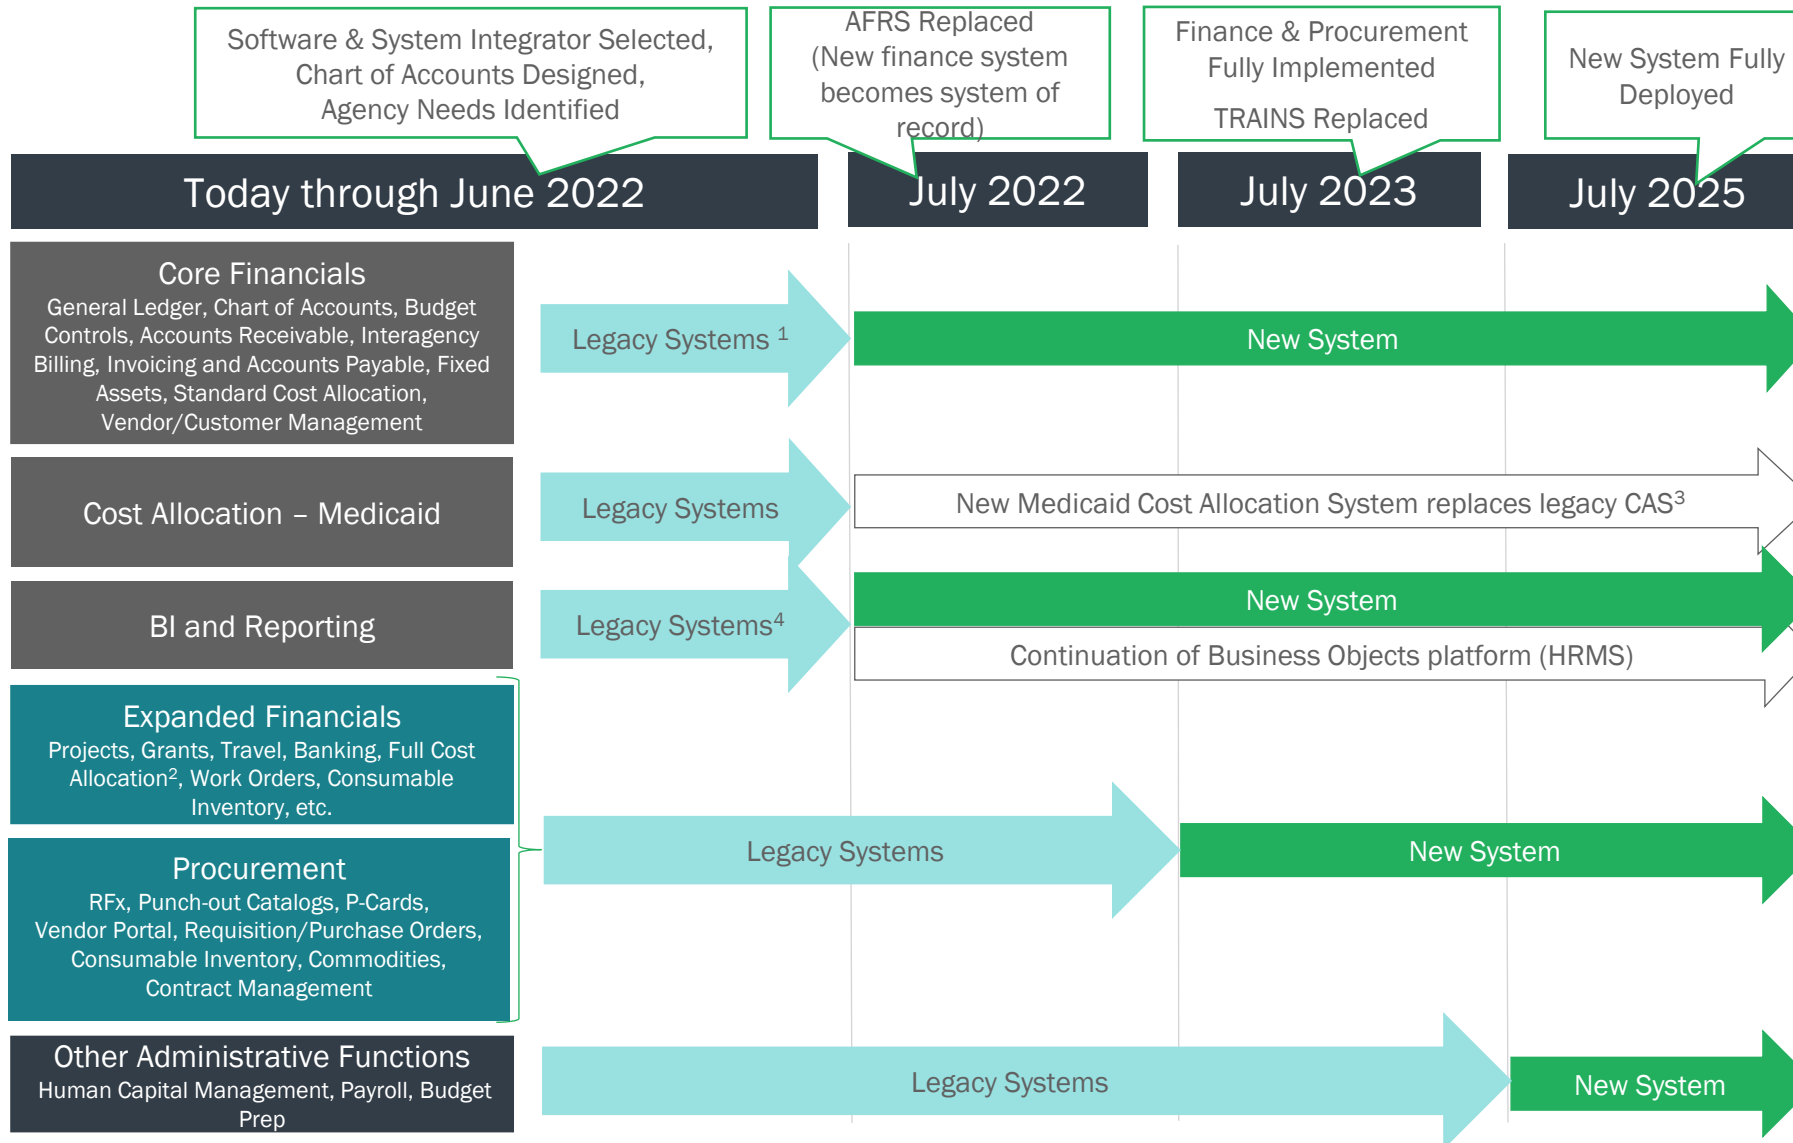 Software & System Integrator Selected,
Chart of Accounts Designed,
Agency Needs Identified
AFRS Replaced
(New finance system
becomes system of
record)
Finance & Procurement
Fully Implemented
TRAINS Replaced
New System Fully
Deployed
Today through June 2022
July 2022
July 2023
July 2025
Core Financials
General Ledger, Chart of Accounts, Budget
Controls, Accounts Receivable, Interagency
Billing, Invoicing and Accounts Payable, Fixed
Assets, Standard Cost Allocation,
Vendor/Customer Management
Legacy Systems ¹
New System
Cost Allocation – Medicaid
Legacy Systems
New Medicaid Cost Allocation System replaces legacy CAS³
BI and Reporting
Legacy Systems⁴
New System
Continuation of Business Objects platform (HRMS)
Expanded Financials
Projects, Grants, Travel, Banking, Full Cost
Allocation², Work Orders, Consumable
Inventory, etc.
Procurement
RFx, Punch-out Catalogs, P-Cards,
Vendor Portal, Requisition/Purchase Orders,
Consumable Inventory, Commodities,
Contract Management
Legacy Systems
New System
Other Administrative Functions
Human Capital Management, Payroll, Budget
Prep
Legacy Systems
New System